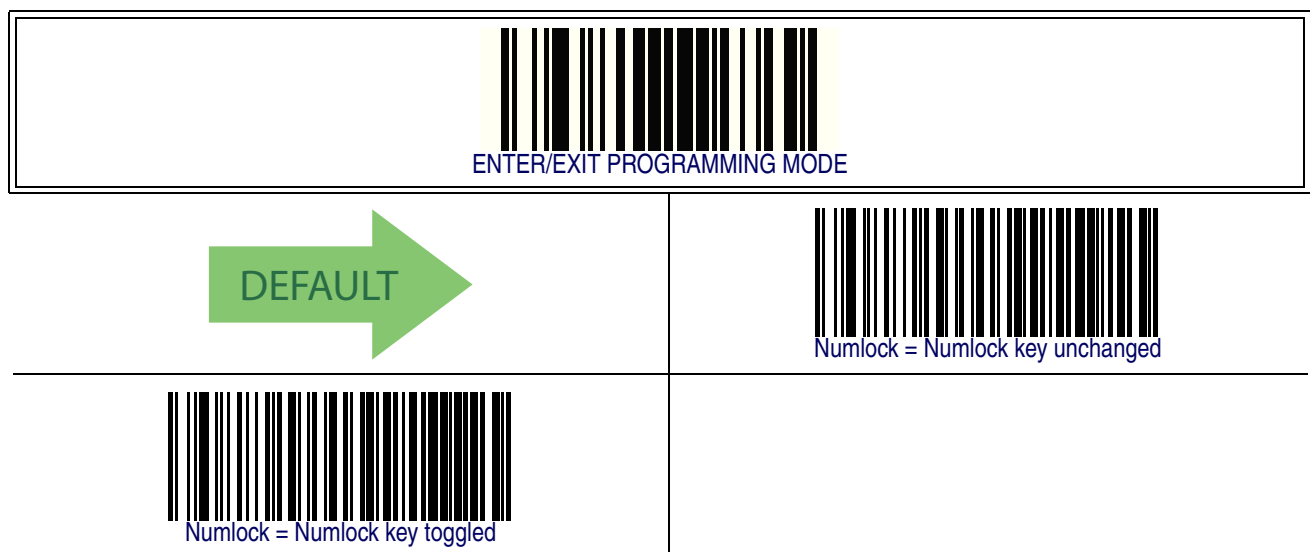 ENTER/EXIT PROGRAMMING MODE
DEFAULT
Numlock = Numlock key unchanged
Numlock = Numlock key toggled